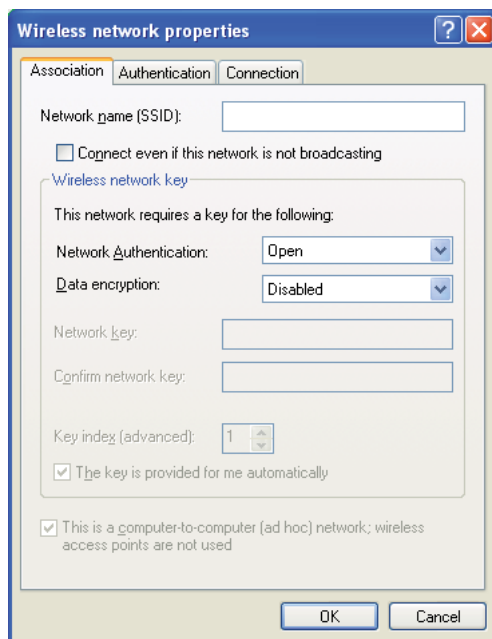 Wireless network properties
Association
Authentication
Connection
Network name (SSID):
Connect even if this network is not broadcasting
Wireless network key
This network requires a key for the following:
Network Authentication:
Open
Data encryption:
Disabled
Network key:
Confirm network key:
Key index (advanced):
1
The key is provided for me automatically
This is a computer-to-computer (ad hoc) network; wireless
access points are not used
OK
Cancel